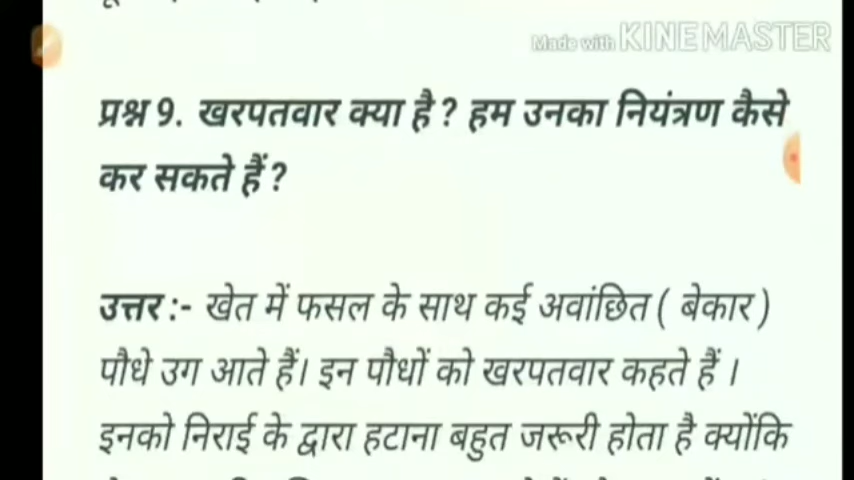 Made with KINEMASTER
प्रश्न 9. खरपतवार क्या है ? हम उनका नियंत्रण कैसे
कर सकते हैं ?
उत्तर :- खेत में फसल के साथ कई अवांछित ( बेकार )
पौधे उग आते हैं। इन पौधों को खरपतवार कहते हैं ।
इनको निराई के द्वारा हटाना बहुत जरूरी होता है क्योंकि